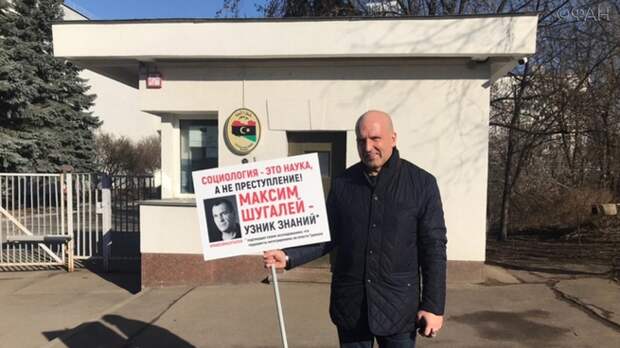 ©ФАН
СОЦИОЛОГИЯ - ЭТО НАУКА,
А НЕ ПРЕСТУПЛЕНИЕ!
МАКСИМ
ШУГАЛЕЙ -
УЗНИК ЗНАНИЙ*